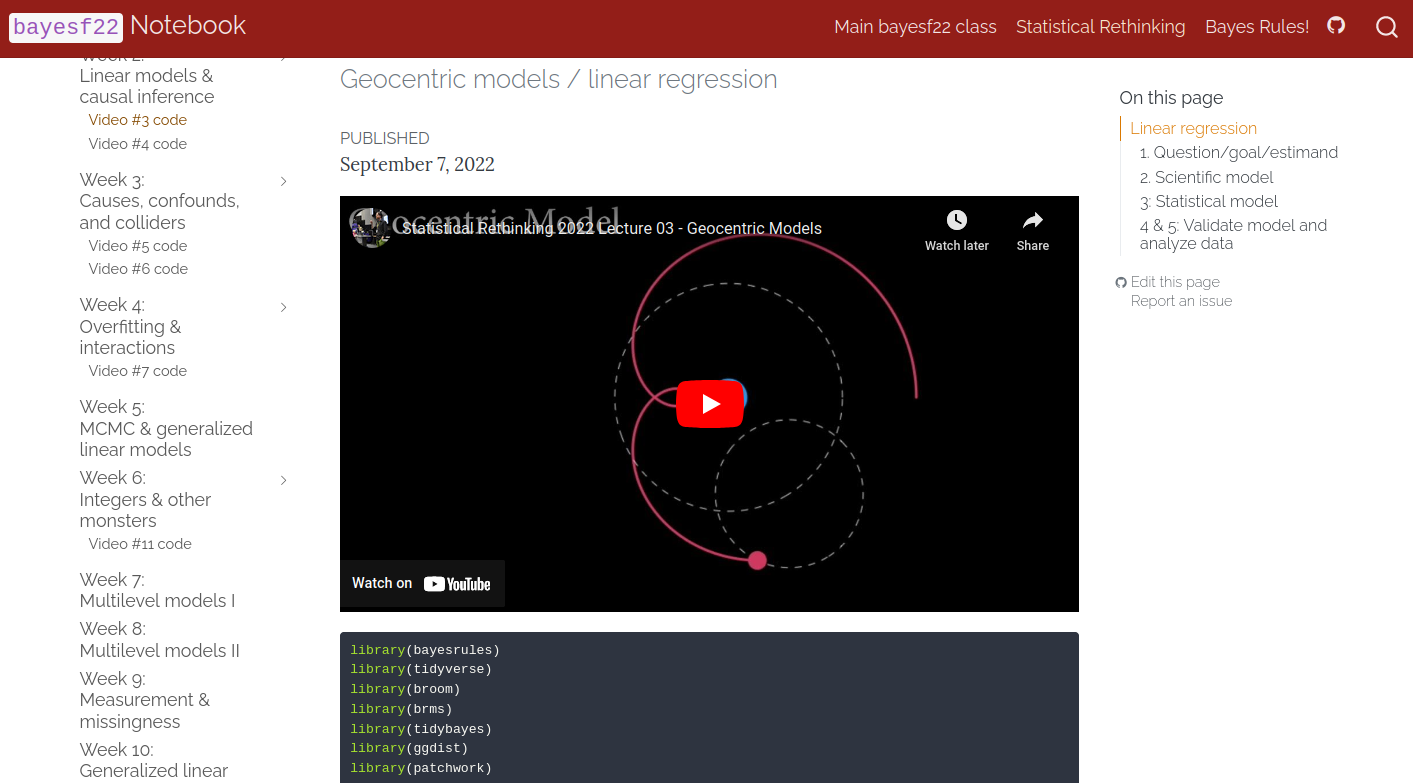 bayesf22 Notebook
Main bayesf22 class
Statistical Rethinking
Bayes Rules!
Week 2:
Linear models &
causal inference
Video #3 code
Video #4 code
Week 3:
Causes, confounds,
and colliders
Video #5 code
Video #6 code
Week 4:
Overfitting &
interactions
Video #7 code
Week 5:
MCMC & generalized
linear models
Week 6:
Integers & other
monsters
Video #11 code
Week 7:
Multilevel models I
Week 8:
Multilevel models II
Week 9:
Measurement &
missingness
Week 10:
Generalized linear
Geocentric models / linear regression
PUBLISHED
September 7, 2022
Geocentric Model
Statistical Rethinking 2022 Lecture 03 - Geocentric Models
Watch later
Share
Watch on YouTube
library(bayesrules)
library(tidyverse)
library(broom)
library(brms)
library(tidybayes)
library(ggdist)
library(patchwork)
On this page
Linear regression
1. Question/goal/estimand
2. Scientific model
3: Statistical model
4 & 5: Validate model and
analyze data
Edit this page
Report an issue